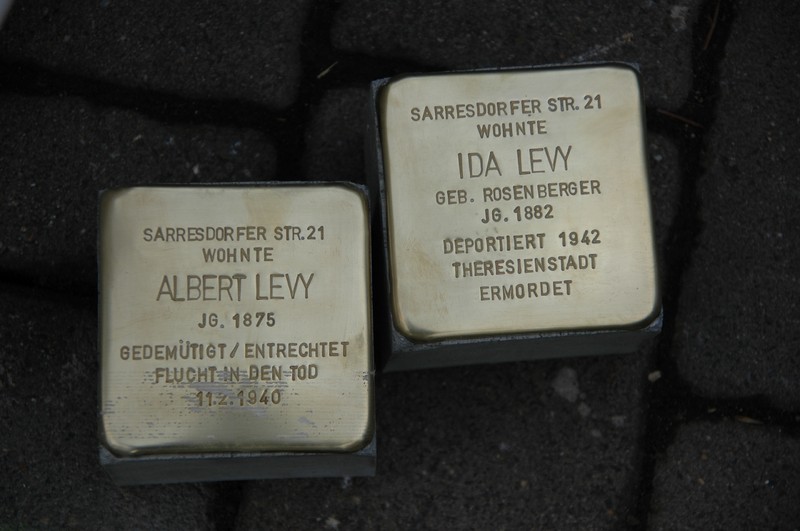 SARRESDORFER STR.21
WOHNTE
ALBERT LEVY
JG. 1875
GEDEMÜTIGT / ENTRECHTET
FLUCHT IN DEN TOD
11.2.1940
SARRESDORFER STR. 21
WOHNTE
IDA LEVY
GEB. ROSENBERGER
JG. 1882
DEPORTIERT 1942
THERESIENSTADT
ERMORDET